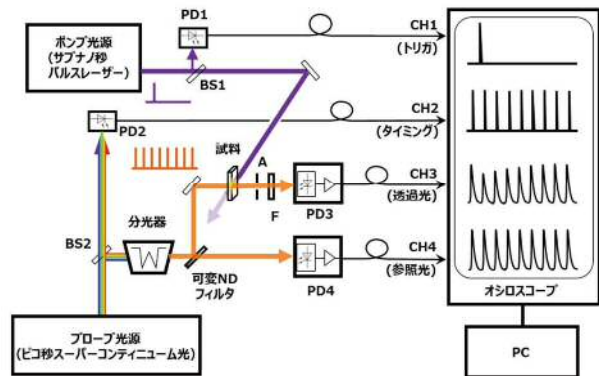 PD1
CH1
(トリガ)
ポンプ光源
(サブナノ秒
パルスレーザー)
BS1
PD2
CH2
(タイミング)
試料
A
F
PD3
CH3
(透過光)
分光器
BS2
可変ND
フィルタ
PD4
CH4
(参照光)
オシロスコープ
プローブ光源
(ピコ秒スーパーコンティニューム光)
PC